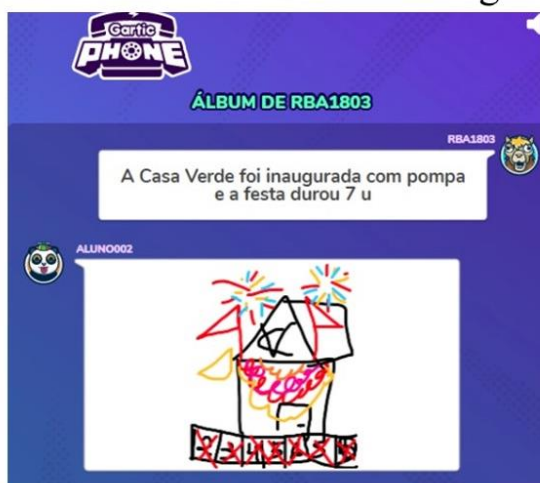 Gartic
PHONE
ÁLBUM DE RBA1803
RBA1803
A Casa Verde foi inaugurada com pompa
e a festa durou 7 u
ALUNO002